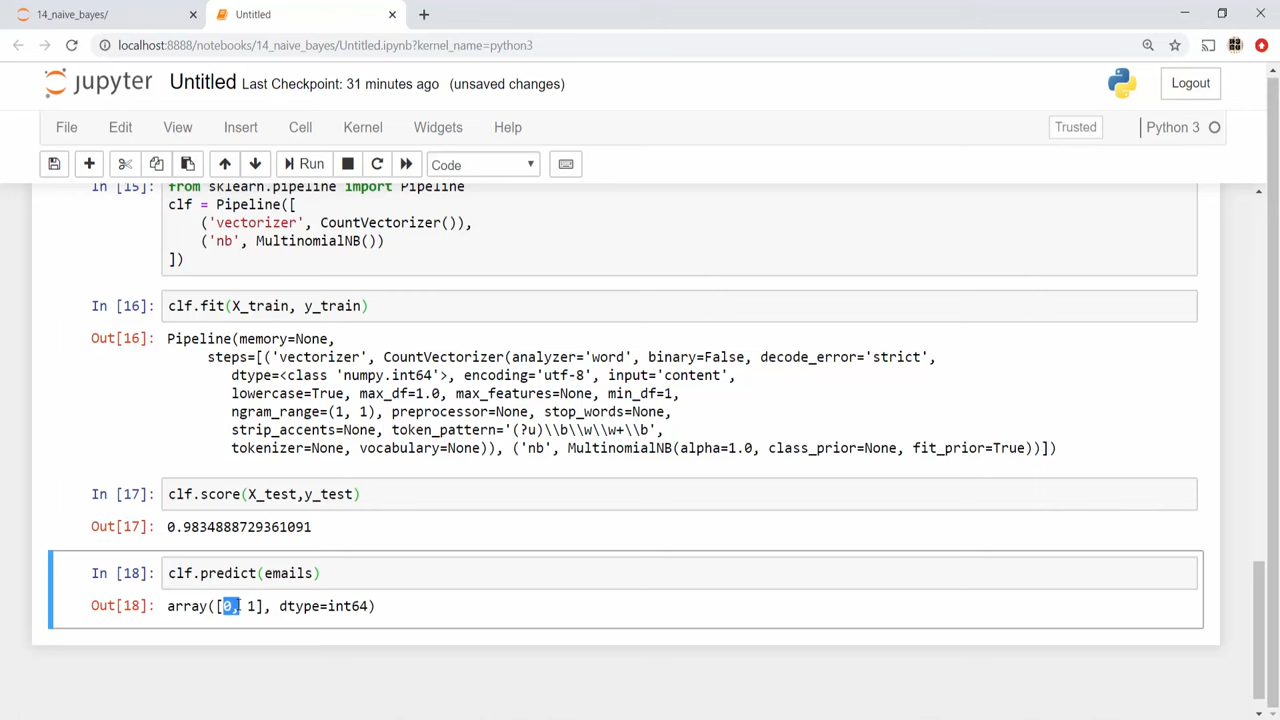 14_naive_bayes/
Untitled
localhost:8888/notebooks/14_naive_bayes/Untitled.ipynb?kernel_name=python3
jupyter Untitled Last Checkpoint: 31 minutes ago (unsaved changes)
Logout
File Edit View Insert Cell Kernel Widgets Help
Trusted
Python 3
Run
Code
In [15]: from sklearn.pipeline import Pipeline
clf = Pipeline([
('vectorizer', CountVectorizer()),
('nb', MultinomialNB())
])
In [16]: clf.fit(X_train, y_train)
Out[16]: Pipeline(memory=None,
steps=[('vectorizer', CountVectorizer(analyzer='word', binary=False, decode_error='strict',
dtype=<class 'numpy.int64'>, encoding='utf-8', input='content',
lowercase=True, max_df=1.0, max_features=None, min_df=1,
ngram_range=(1, 1), preprocessor=None, stop_words=None,
strip_accents=None, token_pattern='(?u)\\b\\w\\w+\\b',
tokenizer=None, vocabulary=None)), ('nb', MultinomialNB(alpha=1.0, class_prior=None, fit_prior=True))])
In [17]: clf.score(X_test,y_test)
Out[17]: 0.9834888729361091
In [18]: clf.predict(emails)
Out[18]: array([0, 1], dtype=int64)